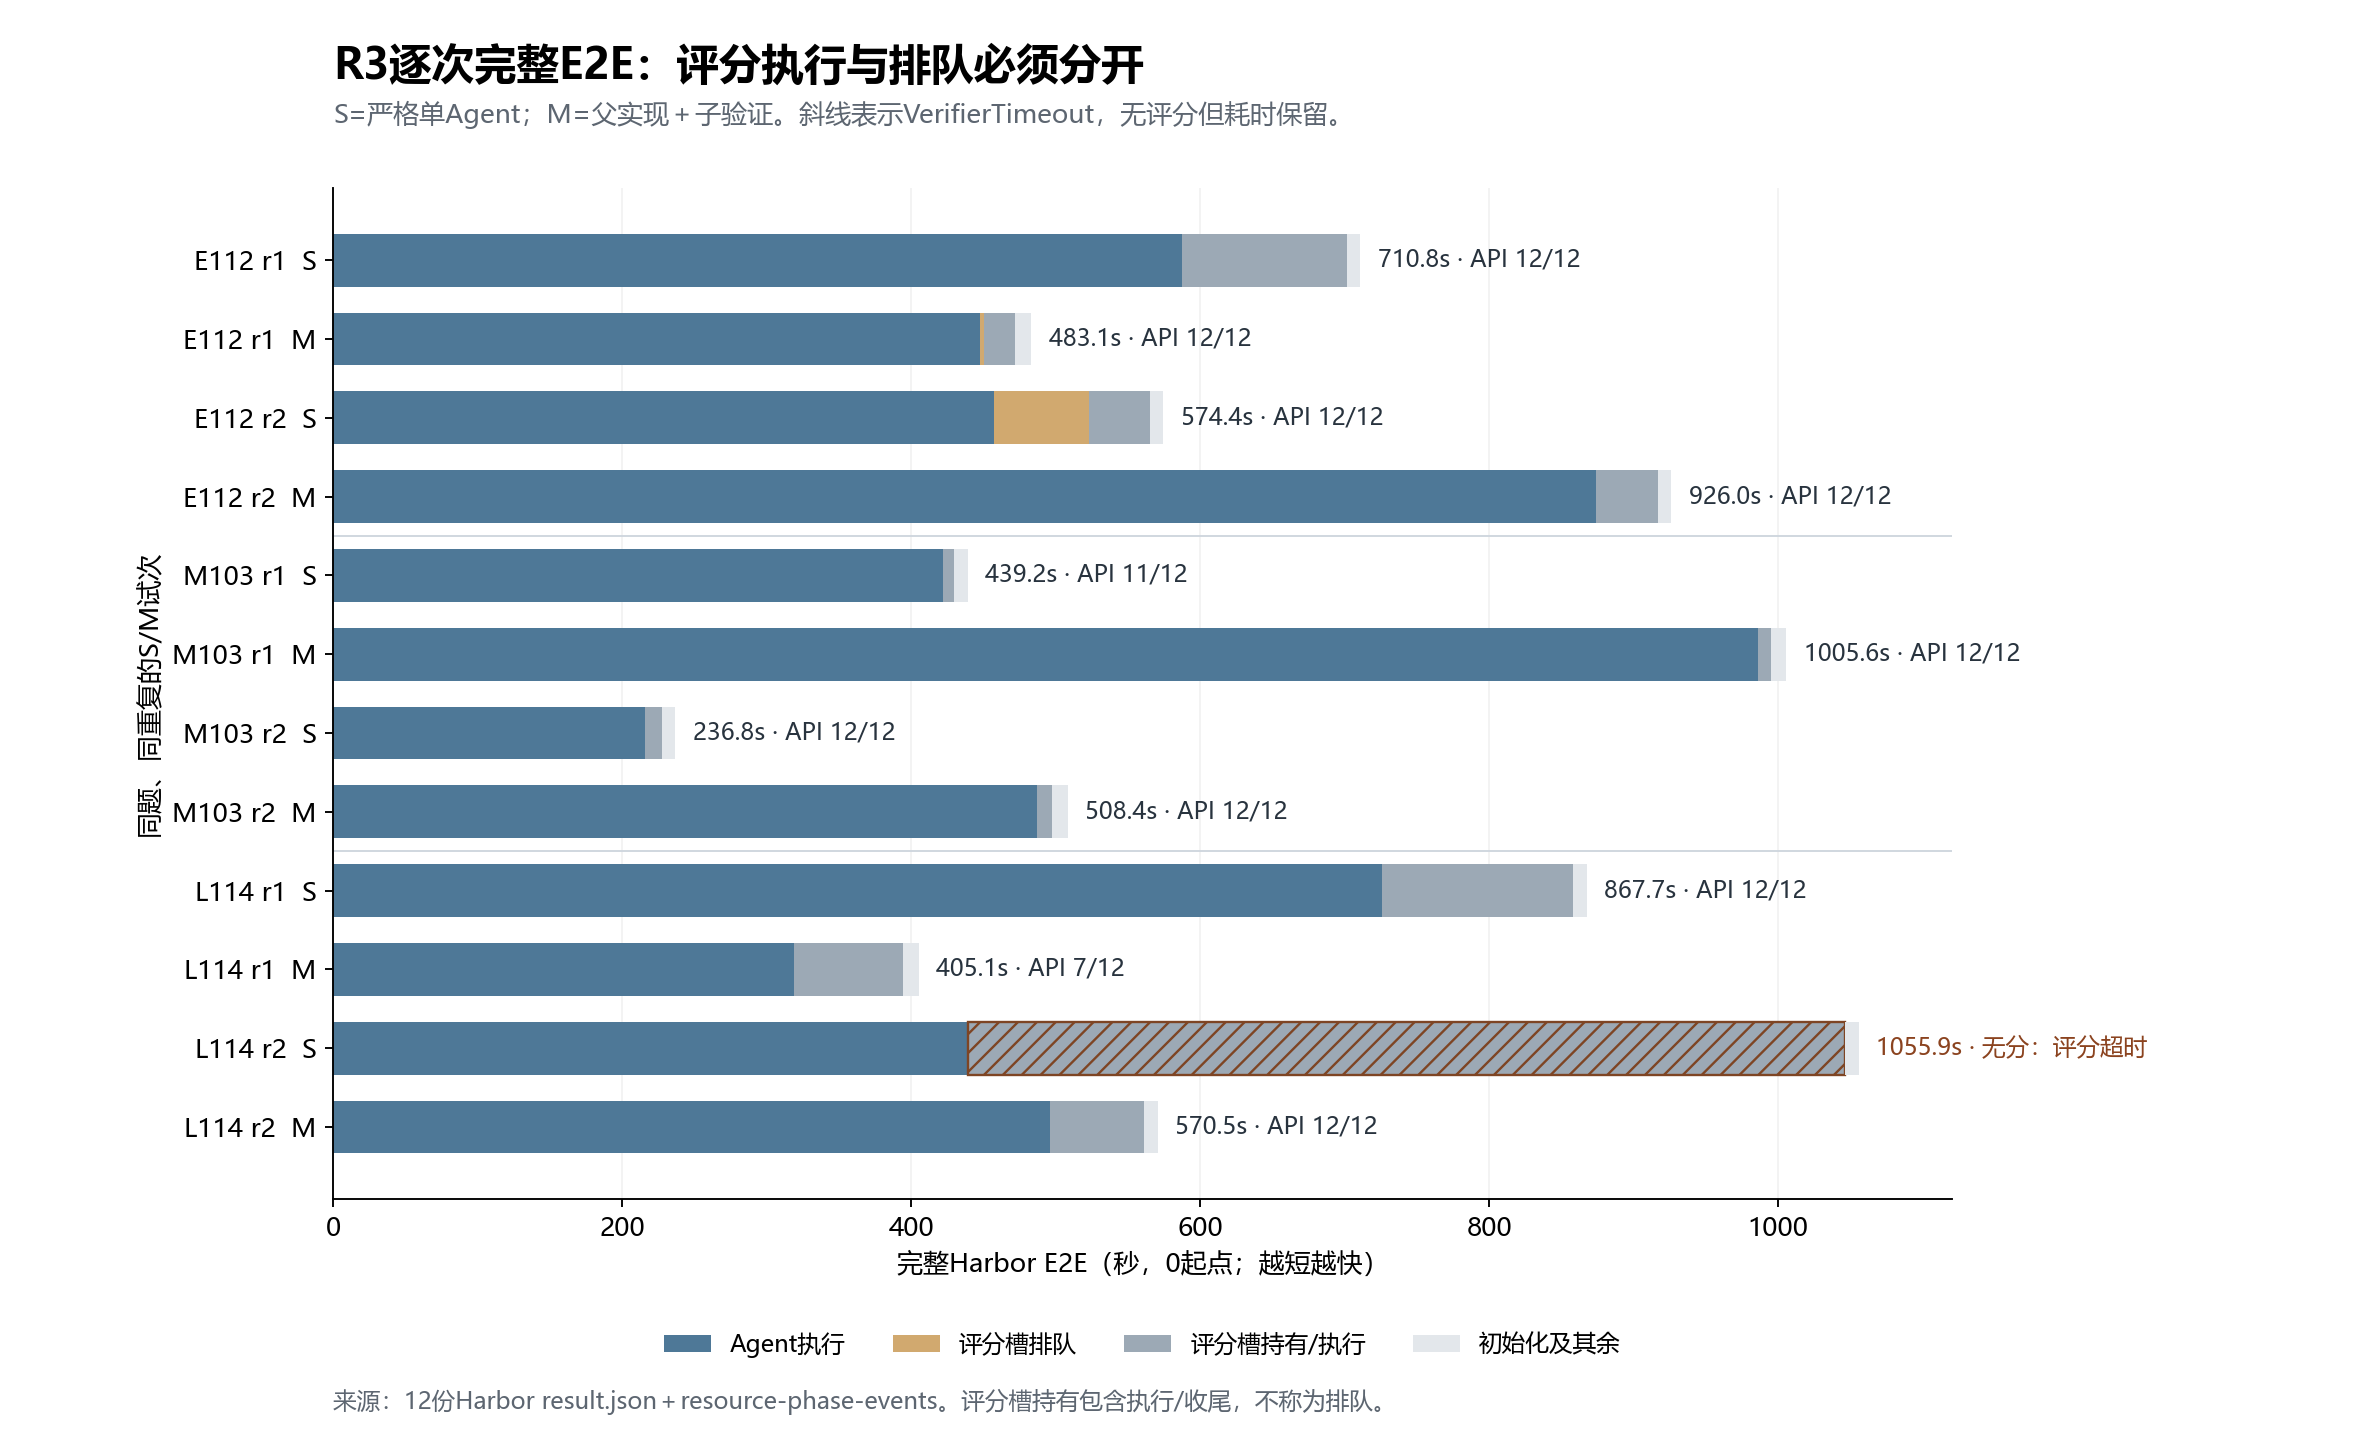 R3逐次完整E2E：评分执行与排队必须分开
S=严格单Agent；M=父实现＋子验证。斜线表示VerifierTimeout，无评分但耗时保留。
同题、同重复的S/M试次
E112 r1  S
710.8s · API 12/12
E112 r1  M
483.1s · API 12/12
E112 r2  S
574.4s · API 12/12
E112 r2  M
926.0s · API 12/12
M103 r1  S
439.2s · API 11/12
M103 r1  M
1005.6s · API 12/12
M103 r2  S
236.8s · API 12/12
M103 r2  M
508.4s · API 12/12
L114 r1  S
867.7s · API 12/12
L114 r1  M
405.1s · API 7/12
L114 r2  S
1055.9s · 无分：评分超时
L114 r2  M
570.5s · API 12/12
0 200 400 600 800 1000
完整Harbor E2E（秒，0起点；越短越快）
Agent执行 评分槽排队 评分槽持有/执行 初始化及其余
来源：12份Harbor result.json＋resource-phase-events。评分槽持有包含执行/收尾，不称为排队。